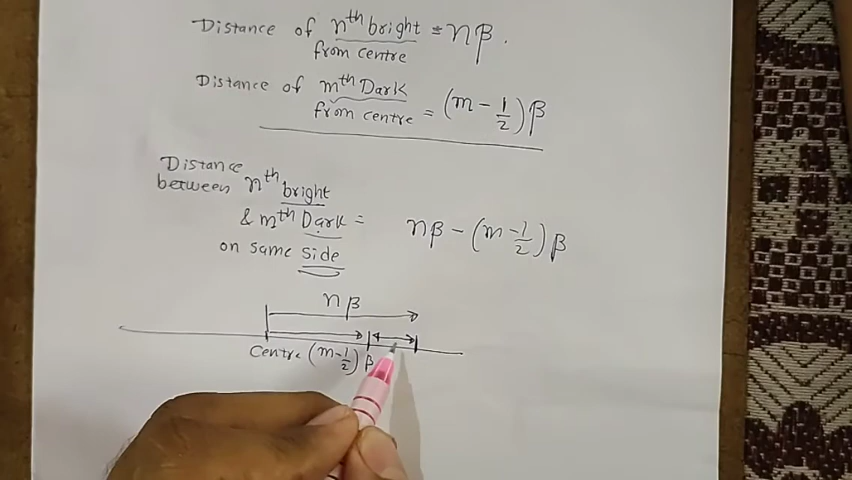 Distance of nth bright = nβ.
from centre
Distance of mth Dark
from centre = (m - 1/2)β
Distance
between nth bright
& mth Dark = nβ - (m - 1/2)β
on same side
nβ
Centre (m - 1/2)β